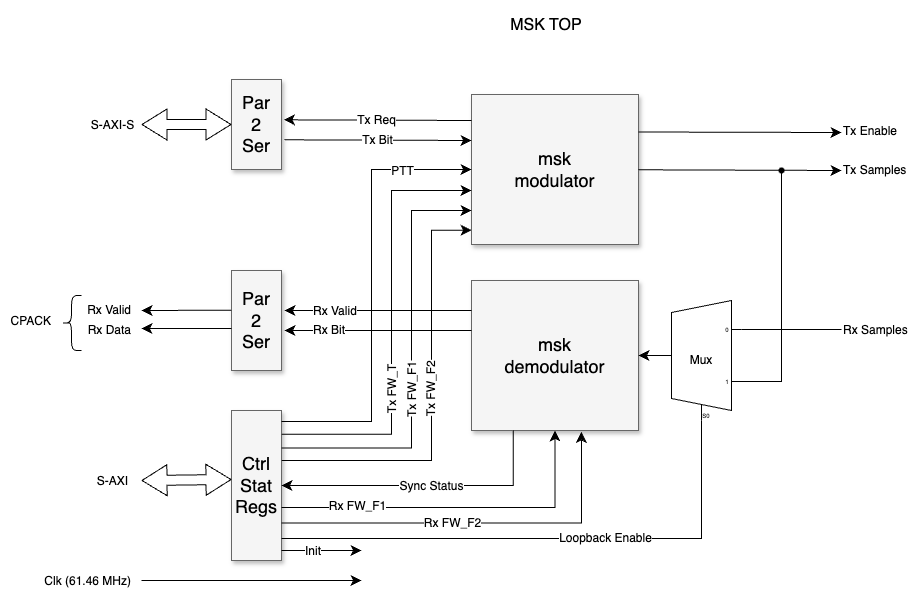 MSK TOP
S-AXI-S
Par
2
Ser
Tx Req
Tx Bit
PTT
msk
modulator
Tx Enable
Tx Samples
CPACK
Rx Valid
Rx Data
Par
2
Ser
Rx Valid
Rx Bit
msk
demodulator
Mux
0
1
S0
Rx Samples
Tx FW_T
Tx FW_F1
Tx FW_F2
S-AXI
Ctrl
Stat
Regs
Sync Status
Rx FW_F1
Rx FW_F2
Loopback Enable
Init
Clk (61.46 MHz)